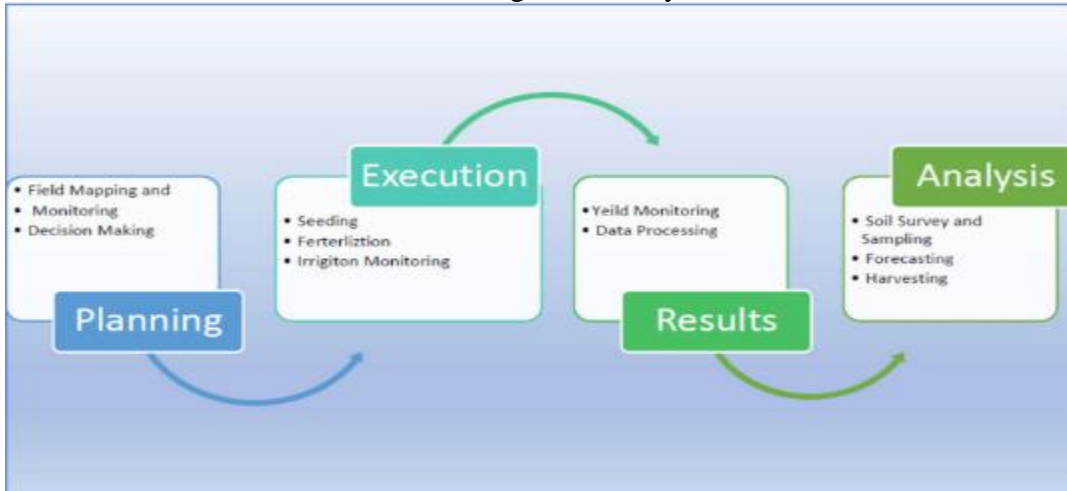 • Field Mapping and
• Monitoring
• Decision Making
Planning
Execution
• Seeding
• Ferterliztion
• Irrigiton Monitoring
• Yeild Monitoring
• Data Processing
Results
Analysis
• Soil Survey and
Sampling
• Forecasting
• Harvesting